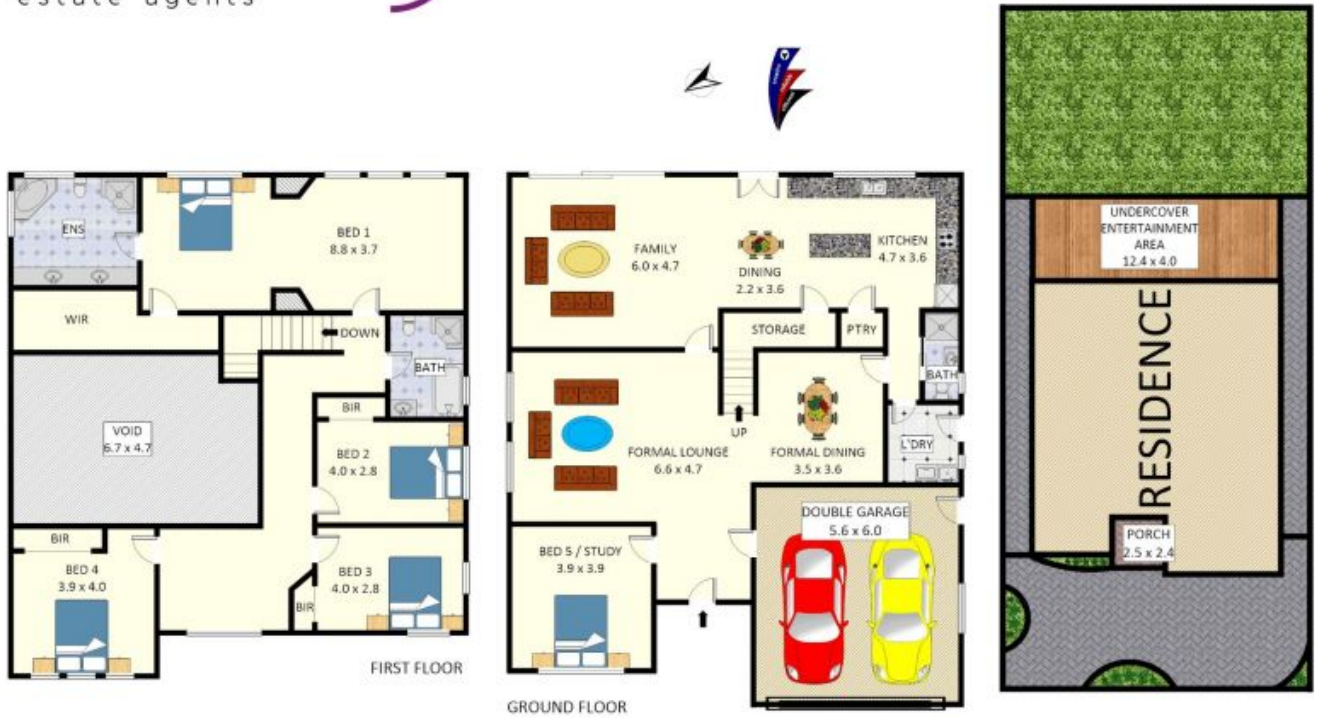 estate agents
ENS
BED 1
8.8 x 3.7
WIR
DOWN
BATH
BIR
VOID
6.7 x 4.7
BED 2
4.0 x 2.8
BIR
BED 4
3.9 x 4.0
BED 3
4.0 x 2.8
BIR
FIRST FLOOR
FAMILY
6.0 x 4.7
DINING
2.2 x 3.6
KITCHEN
4.7 x 3.6
STORAGE
PTRY
BATH
UP
FORMAL LOUNGE
6.6 x 4.7
FORMAL DINING
3.5 x 3.6
L'DRY
DOUBLE GARAGE
5.6 x 6.0
BED 5 / STUDY
3.9 x 3.9
GROUND FLOOR
UNDERCOVER
ENTERTAINMENT
AREA
12.4 x 4.0
RESIDENCE
PORCH
2.5 x 2.4